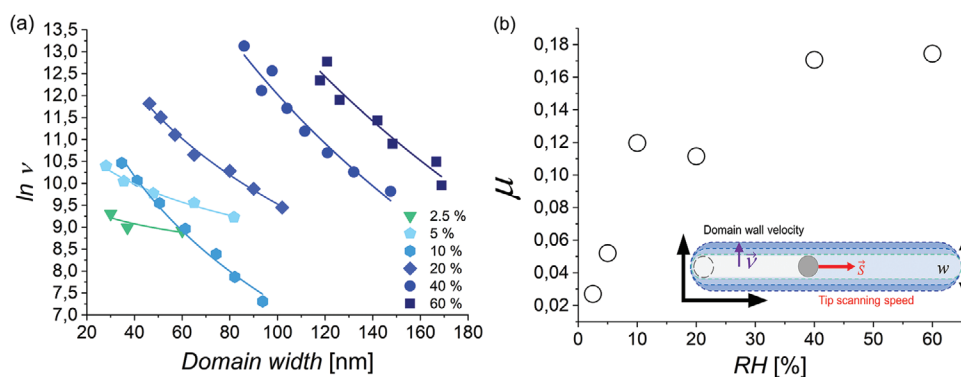 (a)
13,5
13,0
12,5
12,0
11,5
11,0
10,5
10,0
9,5
9,0
8,5
8,0
7,5
7,0
ln ν
20 40 60 80 100 120 140 160 180
Domain width [nm]
2.5 %
5 %
10 %
20 %
40 %
60 %
(b)
0,18
0,16
0,14
0,12
0,10
0,08
0,06
0,04
0,02
μ
0 10 20 30 40 50 60
RH [%]
Domain wall velocity
v⃗
s⃗
w
Tip scanning speed